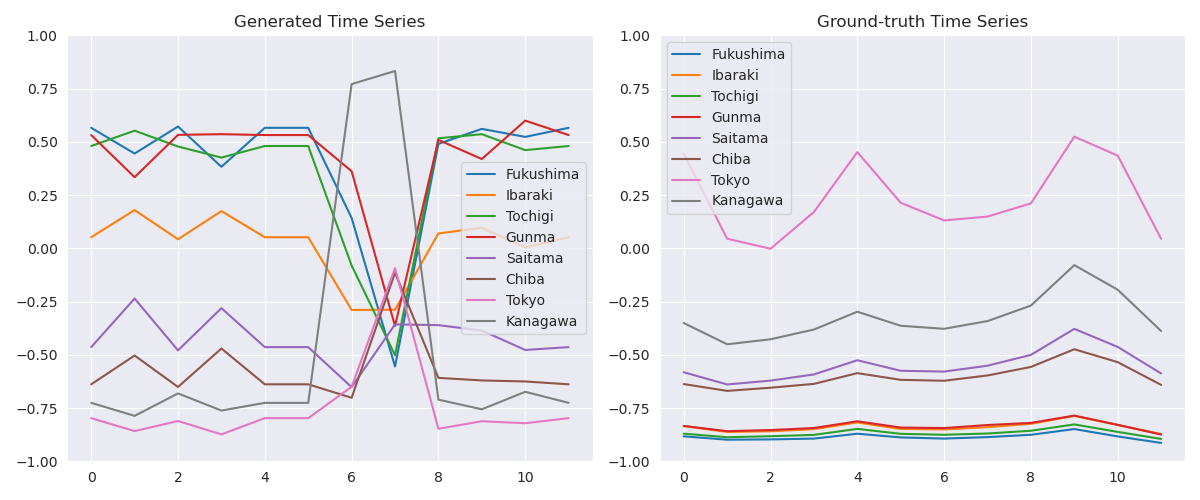 Generated Time Series
1.00
0.75
0.50
0.25
0.00
−0.25
−0.50
−0.75
−1.00
0 2 4 6 8 10
Fukushima
Ibaraki
Tochigi
Gunma
Saitama
Chiba
Tokyo
Kanagawa
Ground-truth Time Series
1.00
0.75
0.50
0.25
0.00
−0.25
−0.50
−0.75
−1.00
0 2 4 6 8 10
Fukushima
Ibaraki
Tochigi
Gunma
Saitama
Chiba
Tokyo
Kanagawa